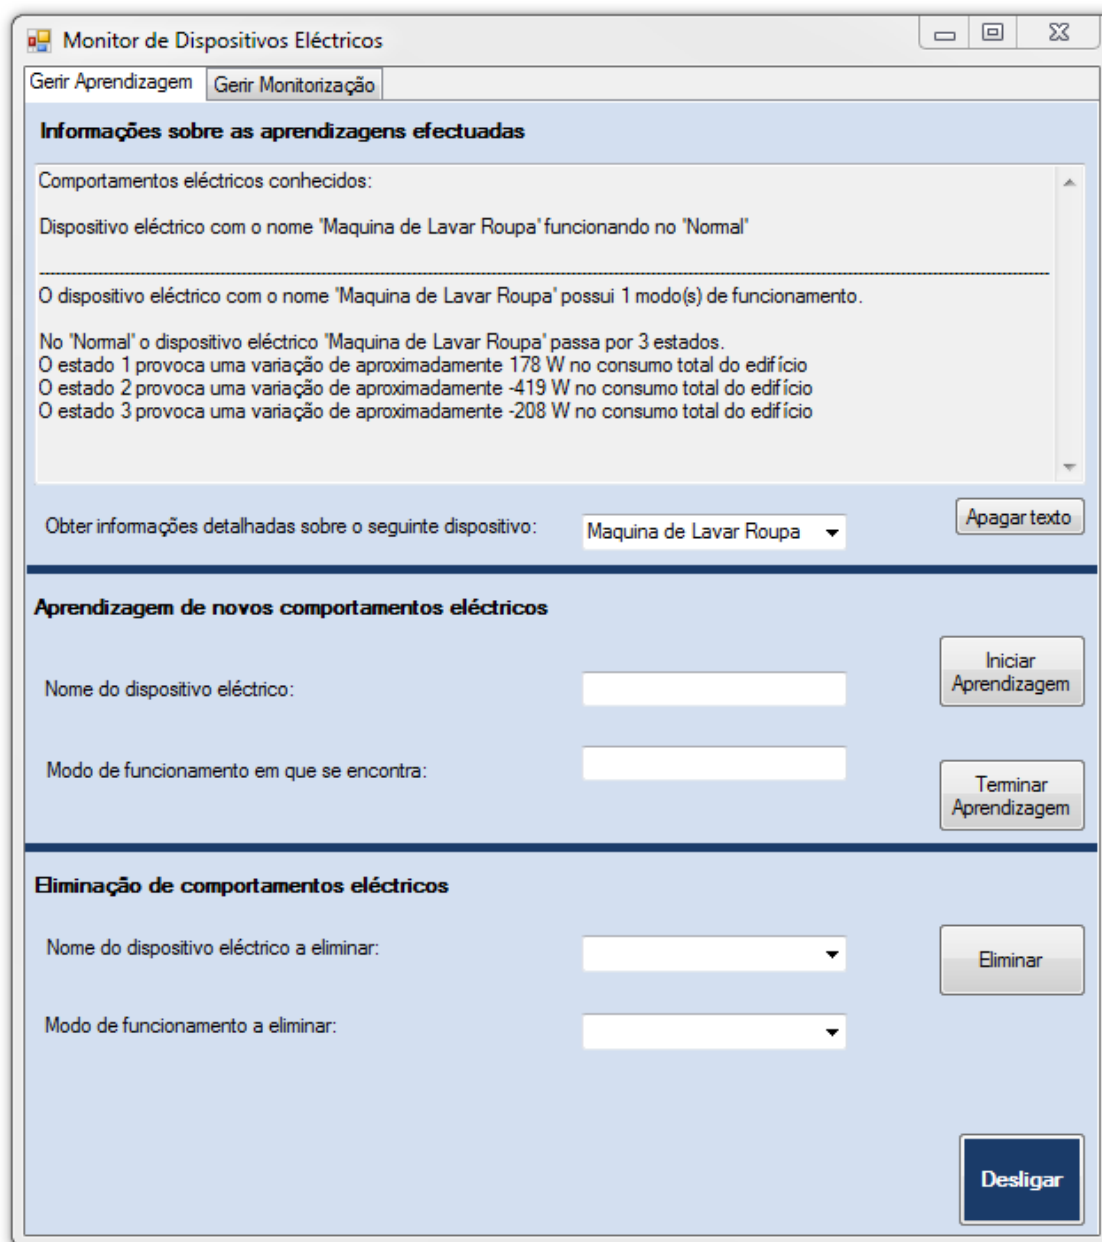 Monitor de Dispositivos Eléctricos
Gerir Aprendizagem
Gerir Monitorização
Informações sobre as aprendizagens efectuadas
Comportamentos eléctricos conhecidos:
Dispositivo eléctrico com o nome "Maquina de Lavar Roupa" funcionando no "Normal"
O dispositivo eléctrico com o nome "Maquina de Lavar Roupa" possui 1 modo(s) de funcionamento.
No "Normal" o dispositivo eléctrico "Maquina de Lavar Roupa" passa por 3 estados.
O estado 1 provoca uma variação de aproximadamente 178 W no consumo total do edifício
O estado 2 provoca uma variação de aproximadamente -419 W no consumo total do edifício
O estado 3 provoca uma variação de aproximadamente -208 W no consumo total do edifício
Obter informações detalhadas sobre o seguinte dispositivo:
Maquina de Lavar Roupa
Apagar texto
Aprendizagem de novos comportamentos eléctricos
Nome do dispositivo eléctrico:
Iniciar
Aprendizagem
Modo de funcionamento em que se encontra:
Terminar
Aprendizagem
Eliminação de comportamentos eléctricos
Nome do dispositivo eléctrico a eliminar:
Eliminar
Modo de funcionamento a eliminar:
Desligar